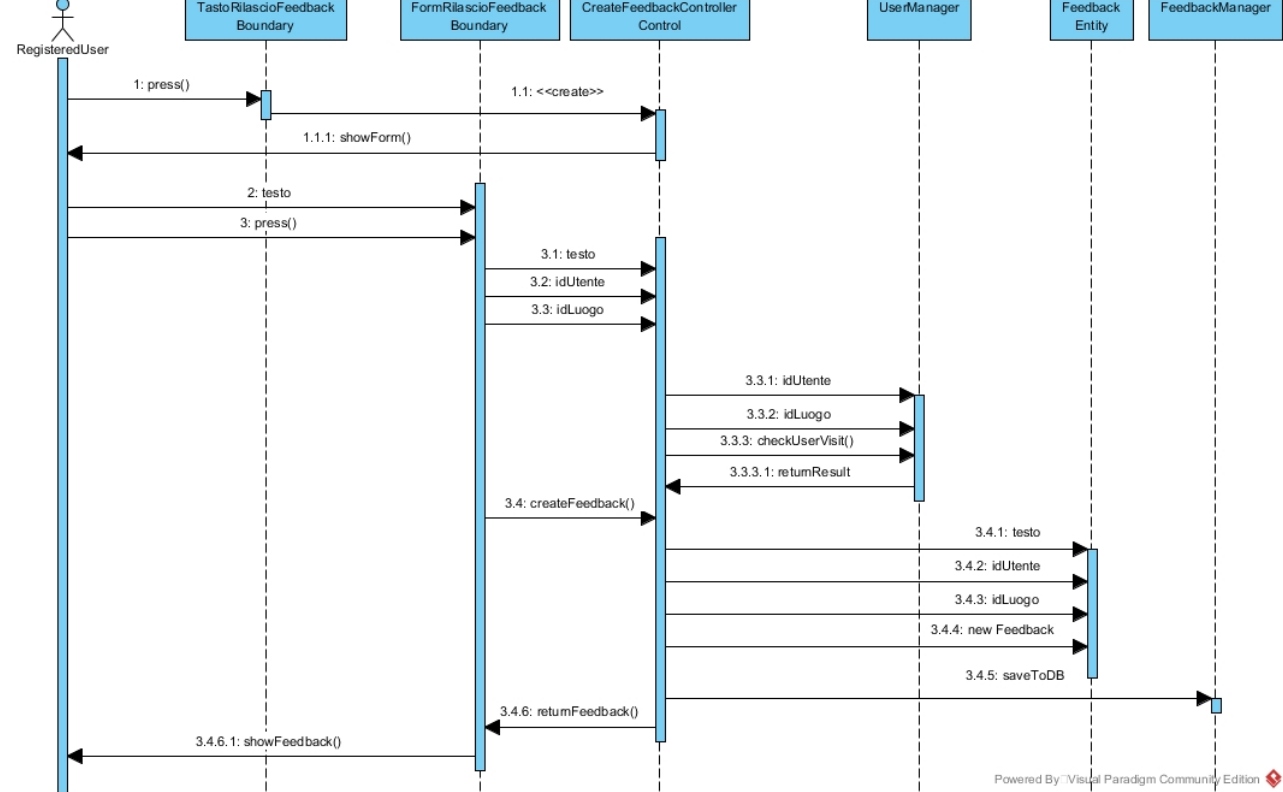 TastoRilascioFeedback
Boundary
FormRilascioFeedback
Boundary
CreateFeedbackController
Control
UserManager
Feedback
Entity
FeedbackManager
RegisteredUser
1: press()
1.1: <<create>>
1.1.1: showForm()
2: testo
3: press()
3.1: testo
3.2: idUtente
3.3: idLuogo
3.3.1: idUtente
3.3.2: idLuogo
3.3.3: checkUserVisit()
3.3.3.1: returnResult
3.4: createFeedback()
3.4.1: testo
3.4.2: idUtente
3.4.3: idLuogo
3.4.4: new Feedback
3.4.5: saveToDB
3.4.6: returnFeedback()
3.4.6.1: showFeedback()
Powered By Visual Paradigm Community Edition